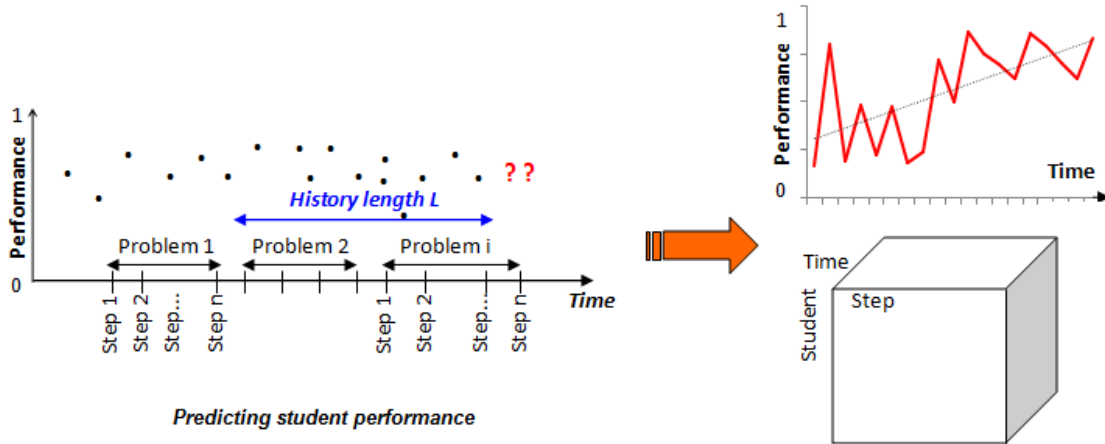 1
Performance
0
? ?
History length L
Problem 1
Problem 2
Problem i
Step 1
Step 2
Step...
Step n
Step 1
Step 2
Step...
Step n
Time
Predicting student performance
1
Performance
0
Time
Time
Step
Student